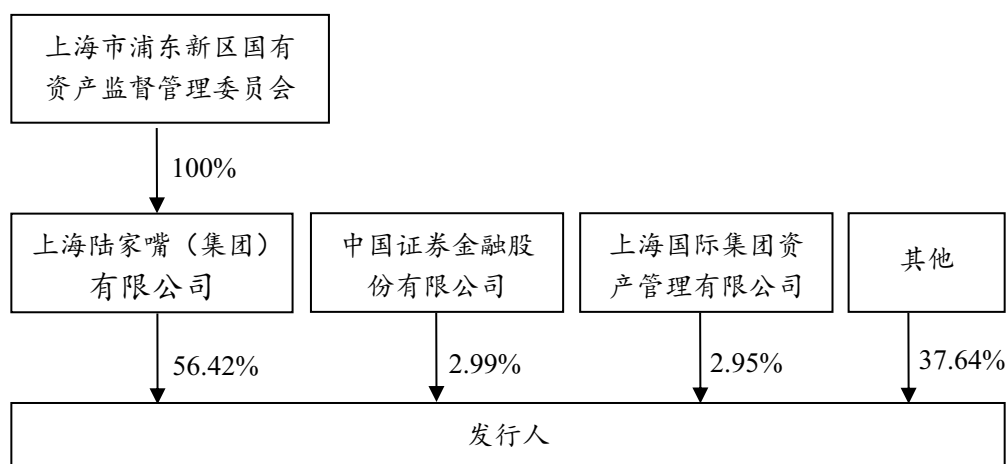 上海市浦东新区国有
资产监督管理委员会
100%
上海陆家嘴（集团）
有限公司
中国证券金融股
份有限公司
上海国际集团资
产管理有限公司
其他
56.42%
2.99%
2.95%
37.64%
发行人